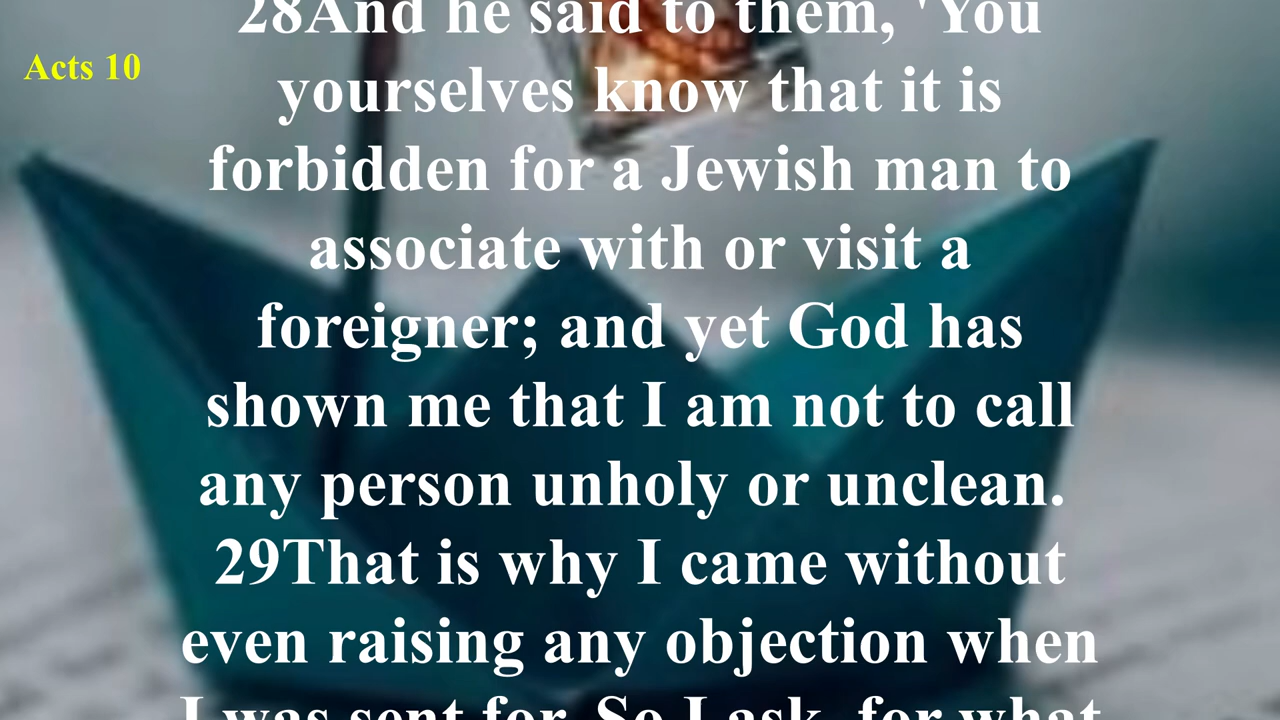 28And he said to them, 'You
Acts 10
yourselves know that it is
forbidden for a Jewish man to
associate with or visit a
foreigner; and yet God has
shown me that I am not to call
any person unholy or unclean.
29That is why I came without
even raising any objection when
I was sent for. So I ask, for what